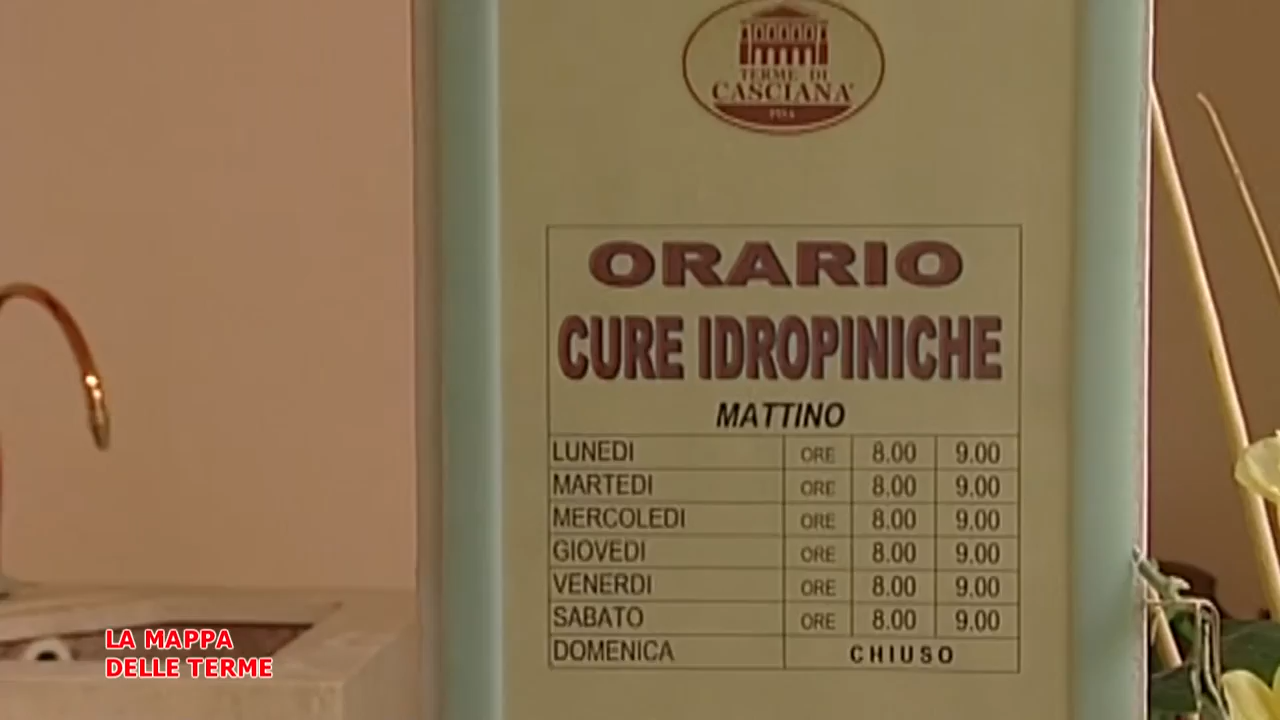 TERME DI
CASCIANA
PISA
ORARIO
CURE IDROPINICHE
MATTINO
LUNEDI ORE 8.00 9.00
MARTEDI ORE 8.00 9.00
MERCOLEDI ORE 8.00 9.00
GIOVEDI ORE 8.00 9.00
VENERDI ORE 8.00 9.00
SABATO ORE 8.00 9.00
DOMENICA CHIUSO
LA MAPPA
DELLE TERME